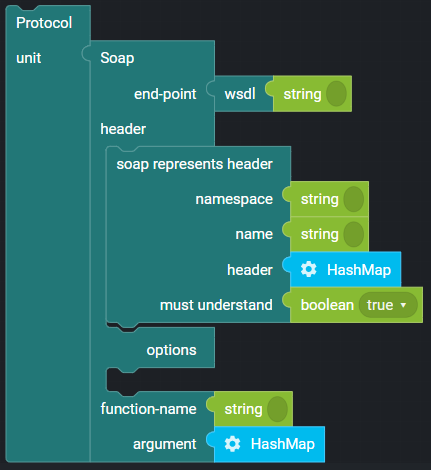 Protocol
unit Soap
end-point wsdl string
header
soap represents header
namespace string
name string
header HashMap
must understand boolean true
options
function-name string
argument HashMap